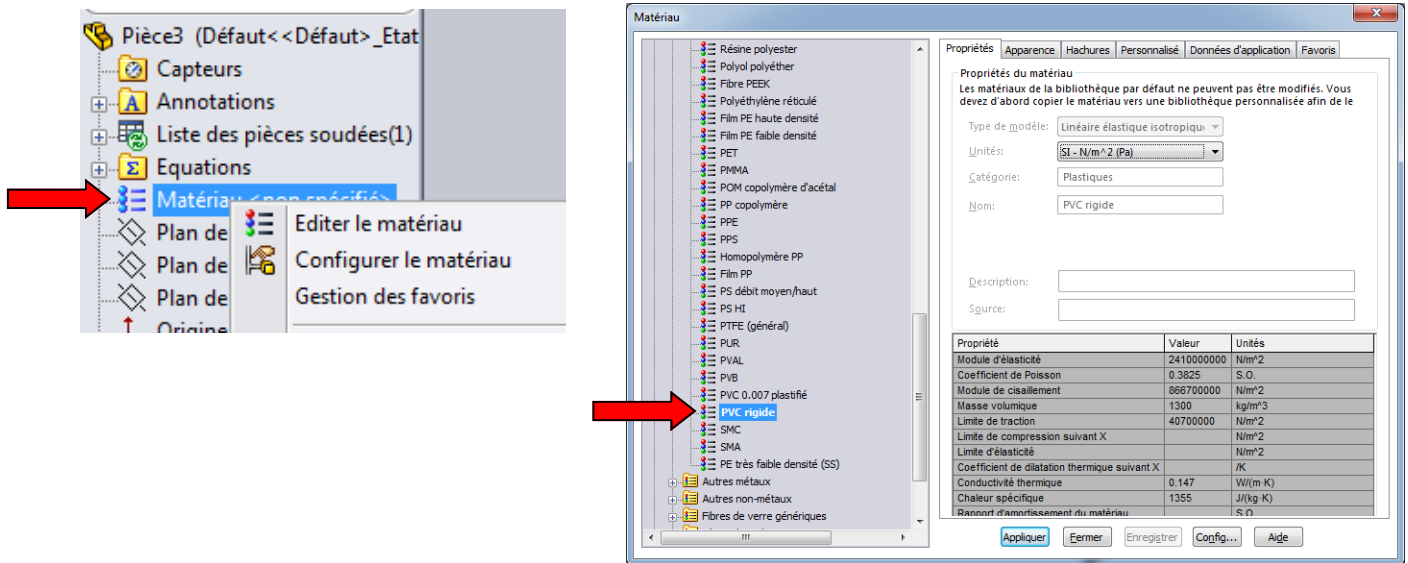 Pièce3 (Défaut<<Défaut>_Etat
Capteurs
Annotations
Liste des pièces soudées(1)
Equations
Matériau <non spécifié>
Plan de
Plan de
Plan de
Origine
Editer le matériau
Configurer le matériau
Gestion des favoris
Matériau
Résine polyester
Polyol polyéther
Fibre PEEK
Polyéthylène réticulé
Film PE haute densité
Film PE faible densité
PET
PMMA
POM copolymère d'acétal
PP copolymère
PPE
PPS
Homopolymère PP
Film PP
PS débit moyen/haut
PS HI
PTFE (général)
PUR
PVAL
PVB
PVC 0.007 plastifié
PVC rigide
SMC
SMA
PE très faible densité (SS)
Autres métaux
Autres non-métaux
Fibres de verre génériques
Propriétés Apparence Hachures Personnalisé Données d'application Favoris
Propriétés du matériau
Les matériaux de la bibliothèque par défaut ne peuvent pas être modifiés. Vous
devez d'abord copier le matériau vers une bibliothèque personnalisée afin de le
Type de modèle: Linéaire élastique isotropique
Unités: SI - N/m^2 (Pa)
Catégorie: Plastiques
Nom: PVC rigide
Description:
Source:
Propriété Valeur Unités
Module d'élasticité 2410000000 N/m^2
Coefficient de Poisson 0.3825 S.O.
Module de cisaillement 866700000 N/m^2
Masse volumique 1300 kg/m^3
Limite de traction 40700000 N/m^2
Limite de compression suivant X N/m^2
Limite d'élasticité N/m^2
Coefficient de dilatation thermique suivant X /K
Conductivité thermique 0.147 W/(m·K)
Chaleur spécifique 1355 J/(kg·K)
Rapport d'amortissement du matériau S.O.
Appliquer Fermer Enregistrer Config... Aide